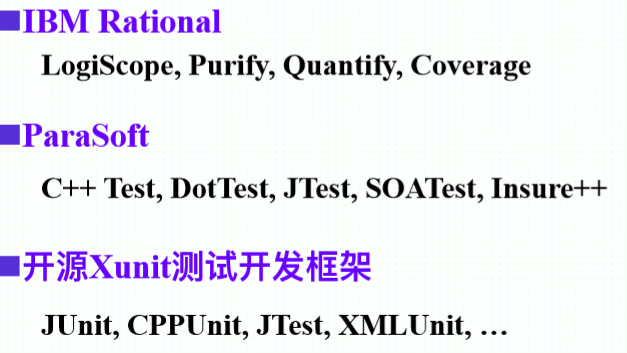 IBM Rational
LogiScope, Purify, Quantify, Coverage
ParaSoft
C++ Test, DotTest, JTest, SOATest, Insure++
开源Xunit测试开发框架
JUnit, CPPUnit, JTest, XMLUnit, …